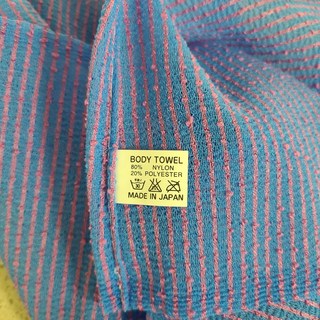 BODY TOWEL
80% NYLON
20% POLYESTER
MADE IN JAPAN